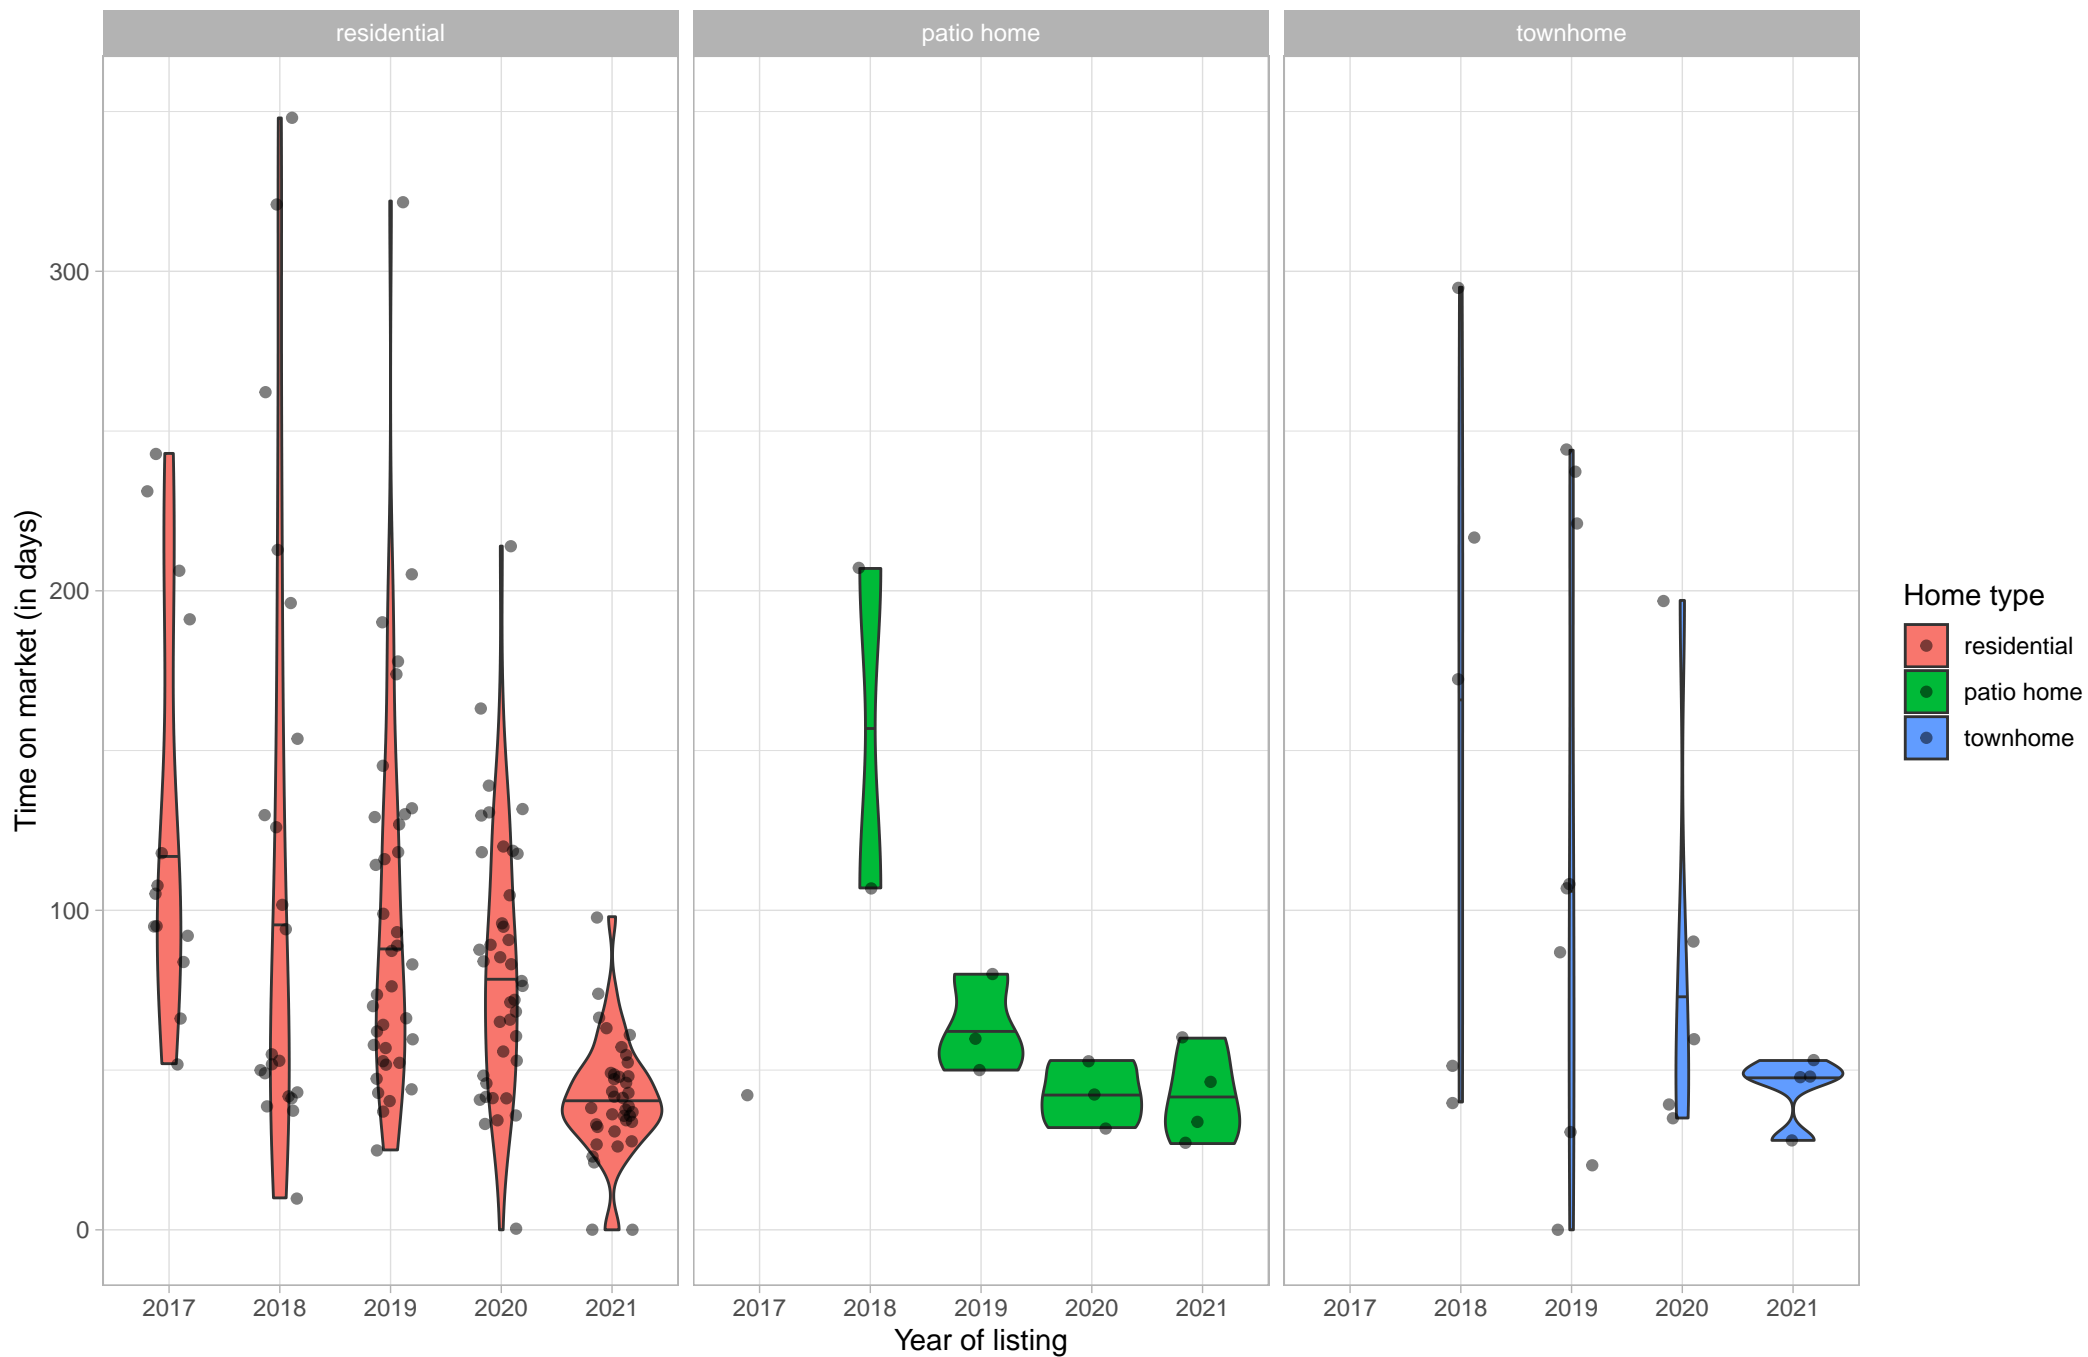 residential patio home townhome
300
200
100
0
Time on market (in days)
2017 2018 2019 2020 2021 2017 2018 2019 2020 2021 2017 2018 2019 2020 2021
Year of listing
Home type
residential
patio home
townhome